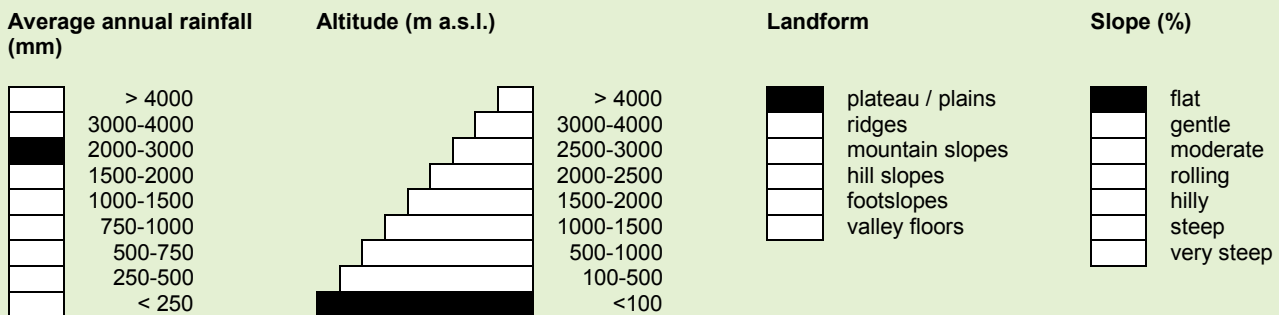 Average annual rainfall
(mm)
> 4000
3000-4000
2000-3000
1500-2000
1000-1500
750-1000
500-750
250-500
< 250
Altitude (m a.s.l.)
> 4000
3000-4000
2500-3000
2000-2500
1500-2000
1000-1500
500-1000
100-500
<100
Landform
plateau / plains
ridges
mountain slopes
hill slopes
footslopes
valley floors
Slope (%)
flat
gentle
moderate
rolling
hilly
steep
very steep